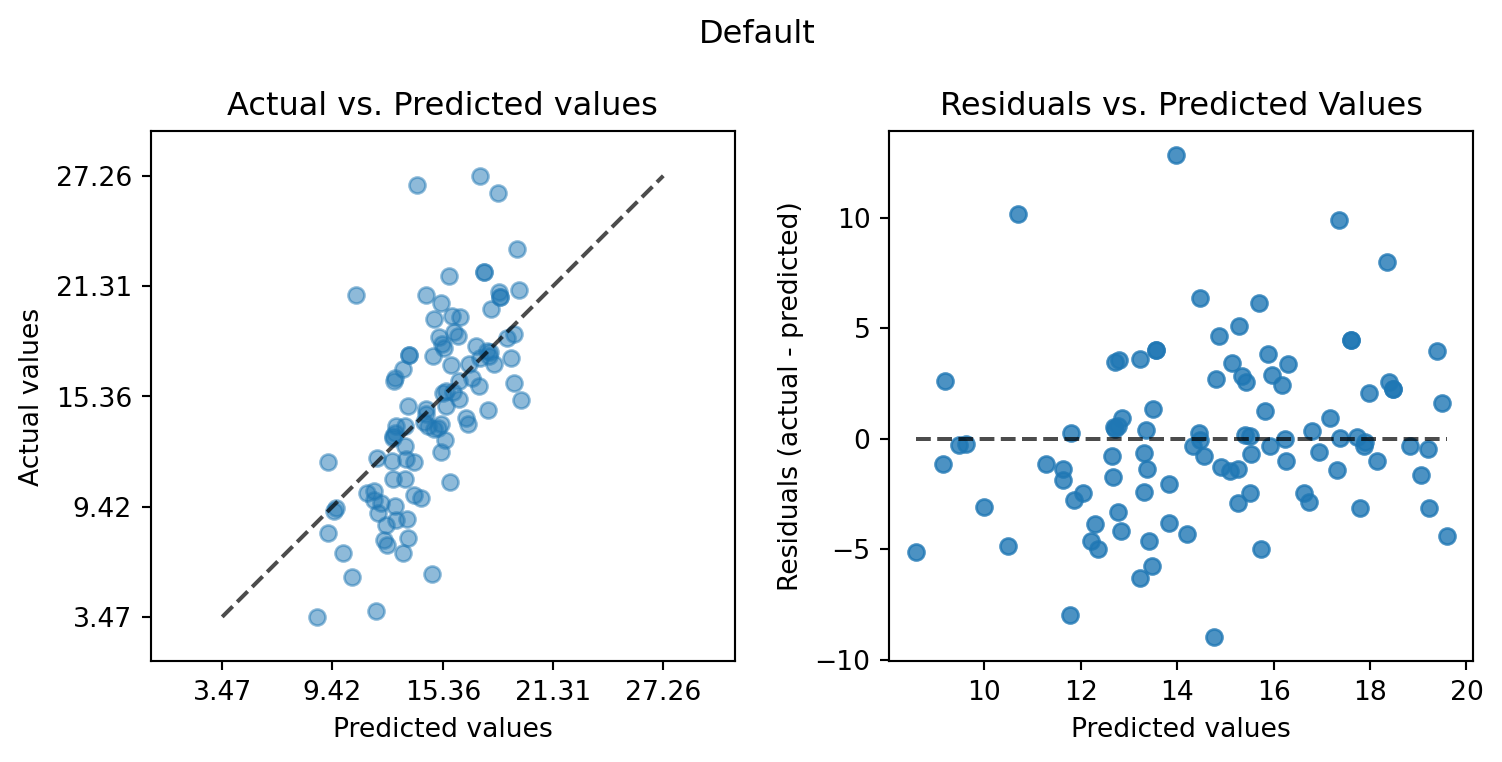 Default
Actual vs. Predicted values
27.26
21.31
15.36
9.42
3.47
Actual values
3.47 9.42 15.36 21.31 27.26
Predicted values
Residuals vs. Predicted Values
10
5
0
−5
−10
Residuals (actual - predicted)
10 12 14 16 18 20
Predicted values